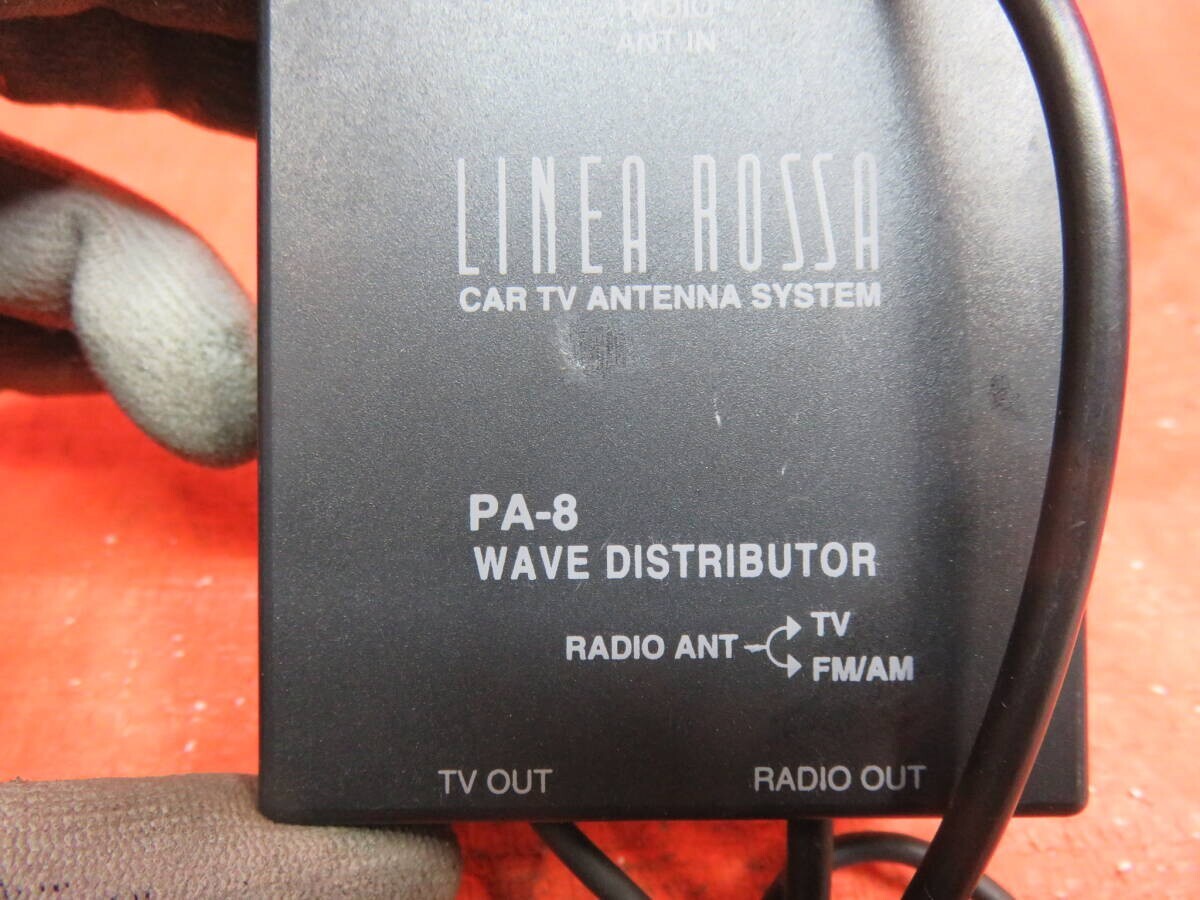 RADIO
ANT IN
LINEA ROSSA
CAR TV ANTENNA SYSTEM
PA-8
WAVE DISTRIBUTOR
RADIO ANT TV
FM/AM
TV OUT RADIO OUT